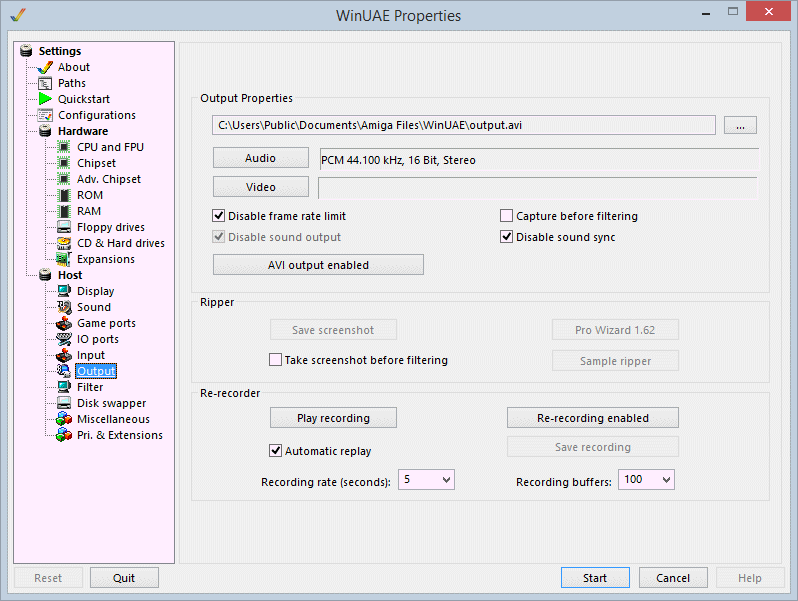 WinUAE Properties
Settings
About
Paths
Quickstart
Configurations
Hardware
CPU and FPU
Chipset
Adv. Chipset
ROM
RAM
Floppy drives
CD & Hard drives
Expansions
Host
Display
Sound
Game ports
IO ports
Input
Output
Filter
Disk swapper
Miscellaneous
Pri. & Extensions
Output Properties
C:\Users\Public\Documents\Amiga Files\WinUAE\output.avi
...
Audio
PCM 44.100 kHz, 16 Bit, Stereo
Video
Disable frame rate limit
Capture before filtering
Disable sound output
Disable sound sync
AVI output enabled
Ripper
Save screenshot
Pro Wizard 1.62
Take screenshot before filtering
Sample ripper
Re-recorder
Play recording
Re-recording enabled
Automatic replay
Save recording
Recording rate (seconds):
5
Recording buffers:
100
Reset
Quit
Start
Cancel
Help